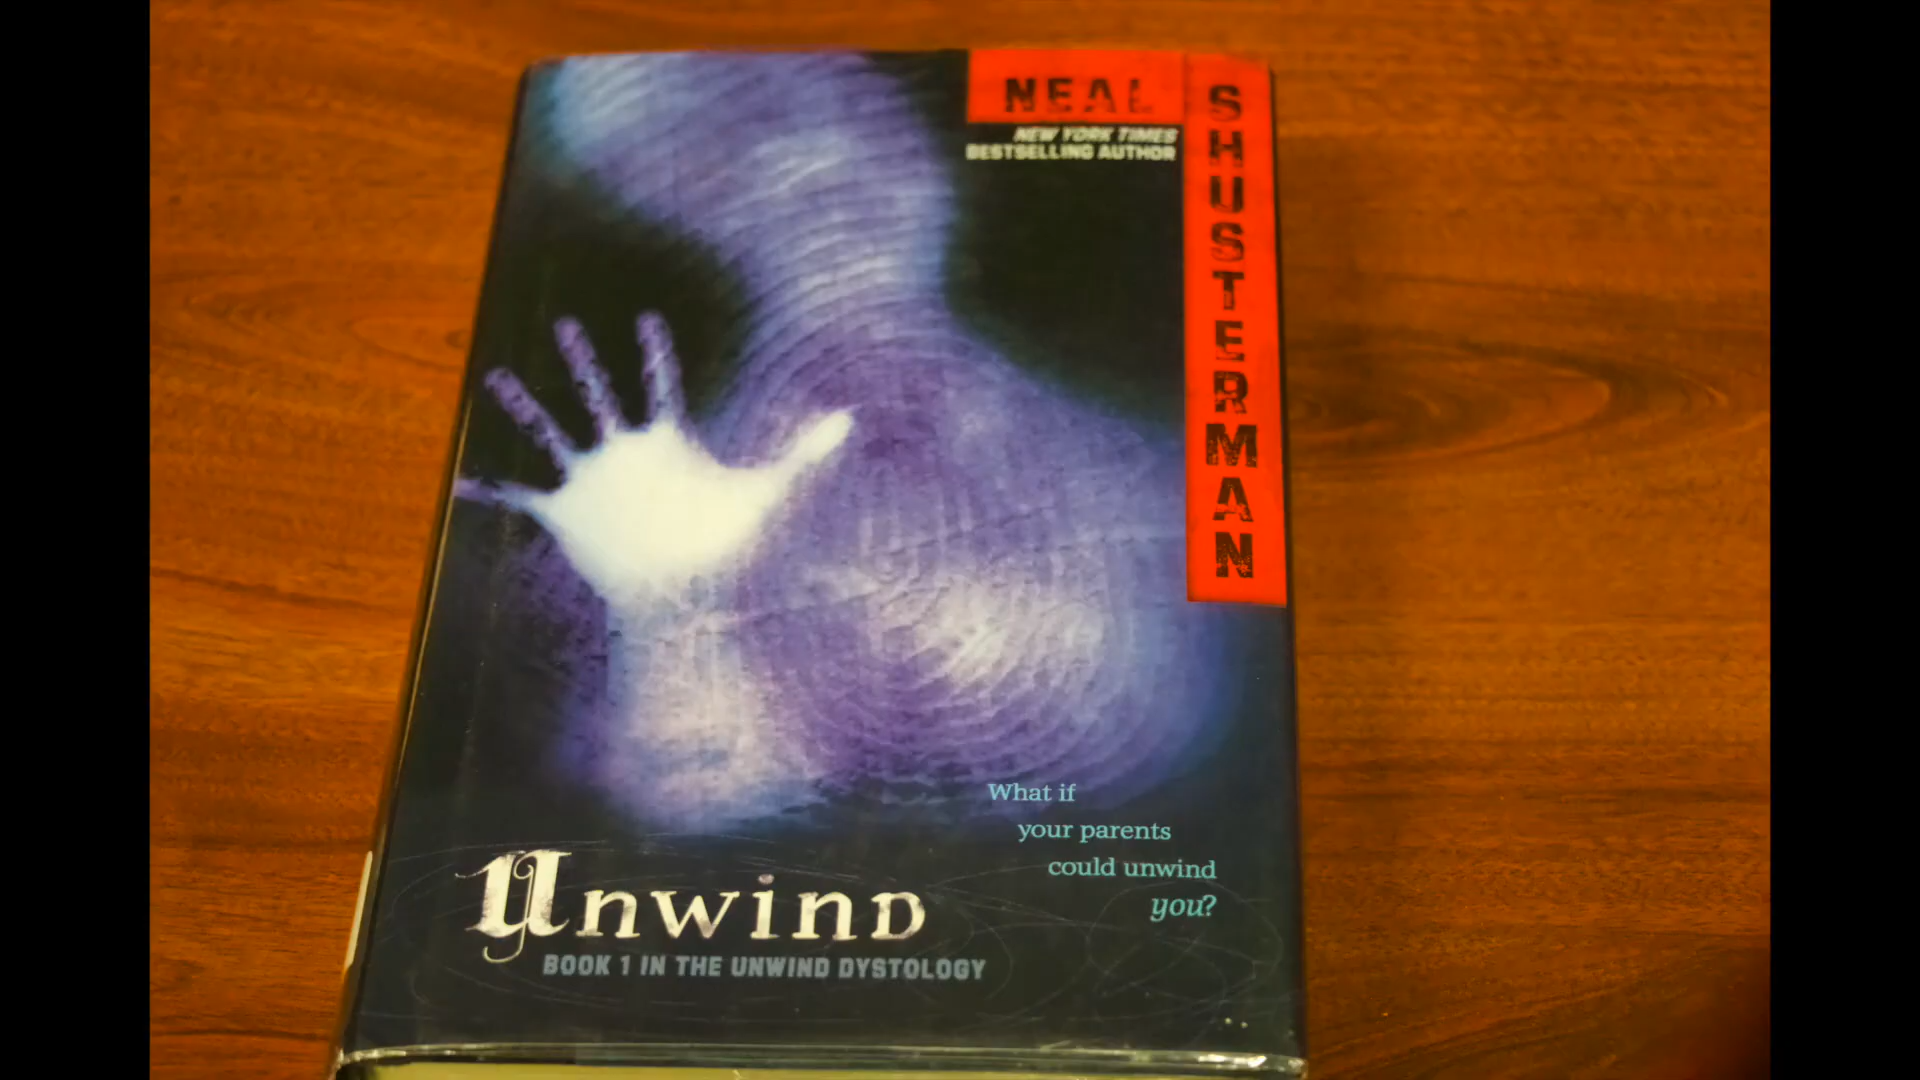 NEAL
SHUSTERMAN
NEW YORK TIMES
BESTSELLING AUTHOR
What if
your parents
could unwind
you?
Unwind
BOOK 1 IN THE UNWIND DYSTOLOGY